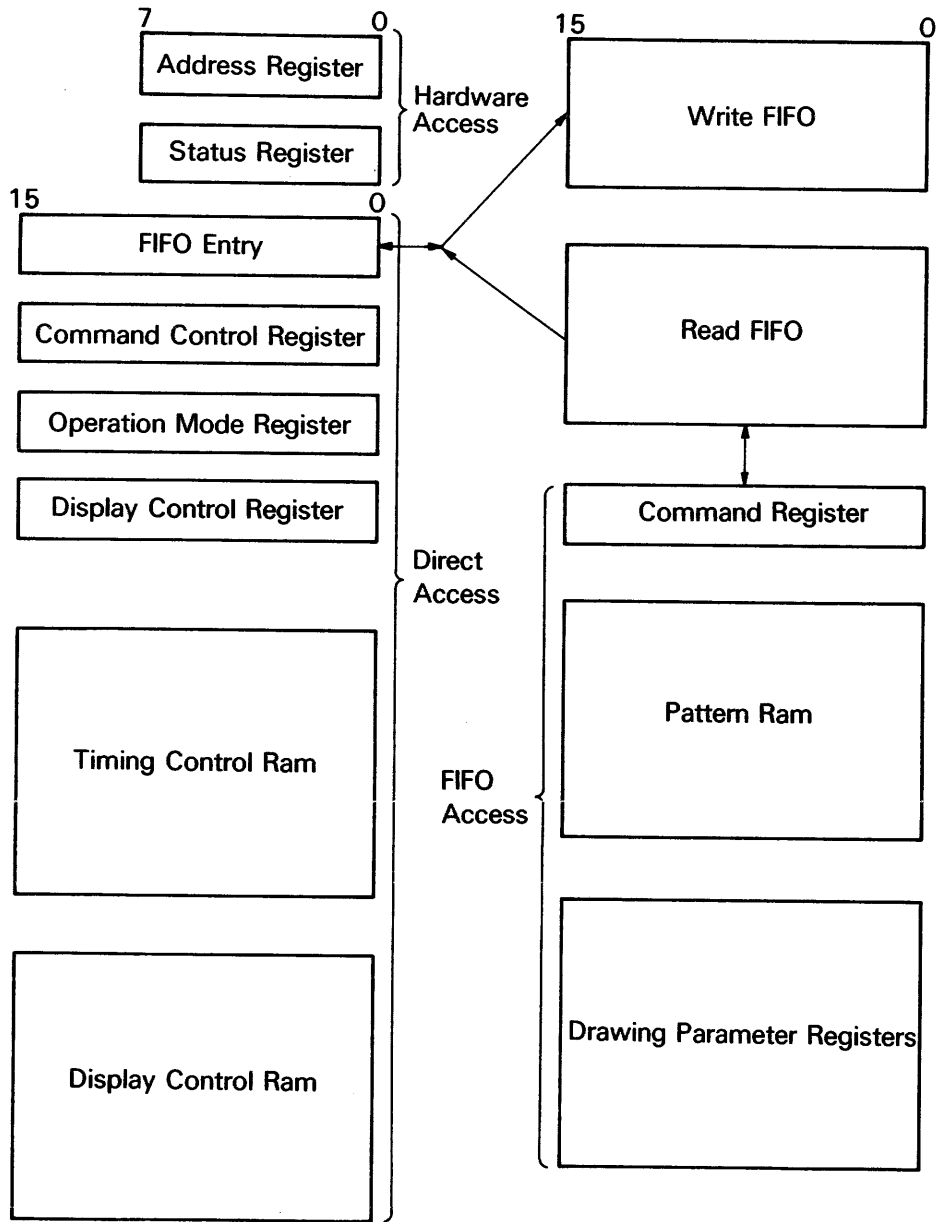 7 0
Address Register
Status Register
Hardware
Access
15 0
FIFO Entry
Command Control Register
Operation Mode Register
Display Control Register
Timing Control Ram
Display Control Ram
Direct
Access
15 0
Write FIFO
Read FIFO
Command Register
Pattern Ram
Drawing Parameter Registers
FIFO
Access